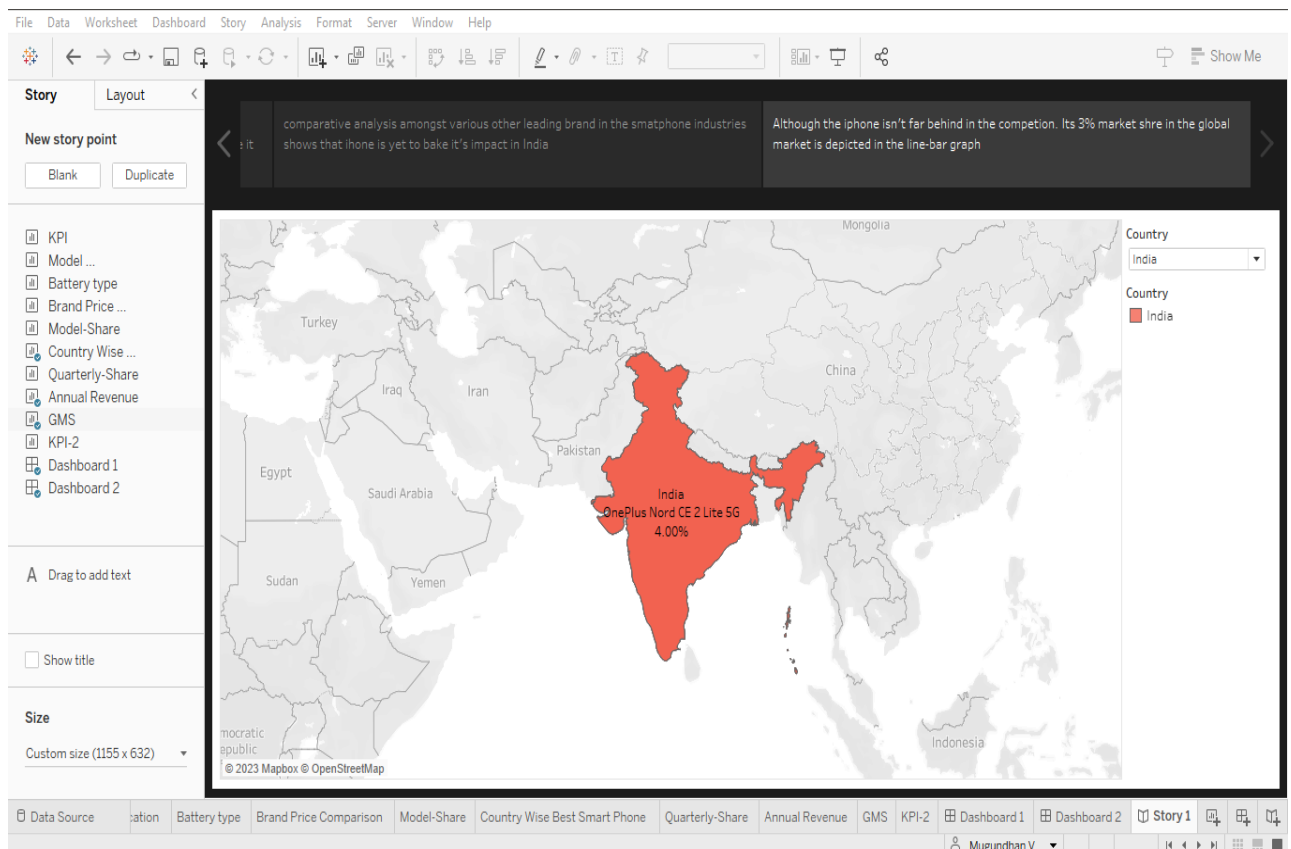 File Data Worksheet Dashboard Story Analysis Format Server Window Help
Show Me
Story Layout
New story point
Blank Duplicate
KPI
Model ...
Battery type
Brand Price ...
Model-Share
Country Wise ...
Quarterly-Share
Annual Revenue
GMS
KPI-2
Dashboard 1
Dashboard 2
A Drag to add text
Show title
Size
Custom size (1155 x 632)
e it
comparative analysis amongst various other leading brand in the smatphone industries
shows that ihone is yet to bake it's impact in India
Although the iphone isn't far behind in the competion. Its 3% market shre in the global
market is depicted in the line-bar graph
Mongolia
Turkey
China
Iraq
Iran
Pakistan
Egypt
Saudi Arabia
India
OnePlus Nord CE 2 Lite 5G
4.00%
Sudan
Yemen
mocratic
epublic
Indonesia
© 2023 Mapbox © OpenStreetMap
Country
India
Country
India
Data Source :ation Battery type Brand Price Comparison Model-Share Country Wise Best Smart Phone Quarterly-Share Annual Revenue GMS KPI-2 Dashboard 1 Dashboard 2 Story 1
Mugundhan V